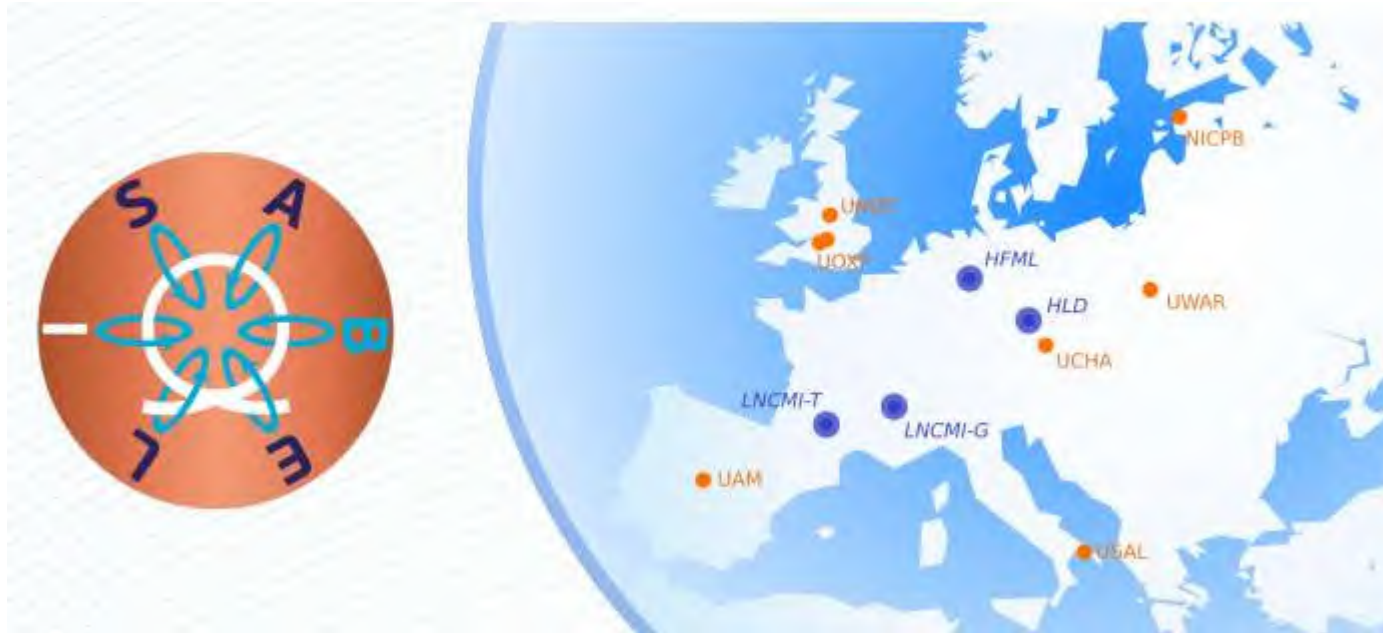 I
S
A
B
E
L
NICPB
UOXF
HFML
HLD
UWAR
UCHA
LNCMI-T
LNCMI-G
UAM
USAL